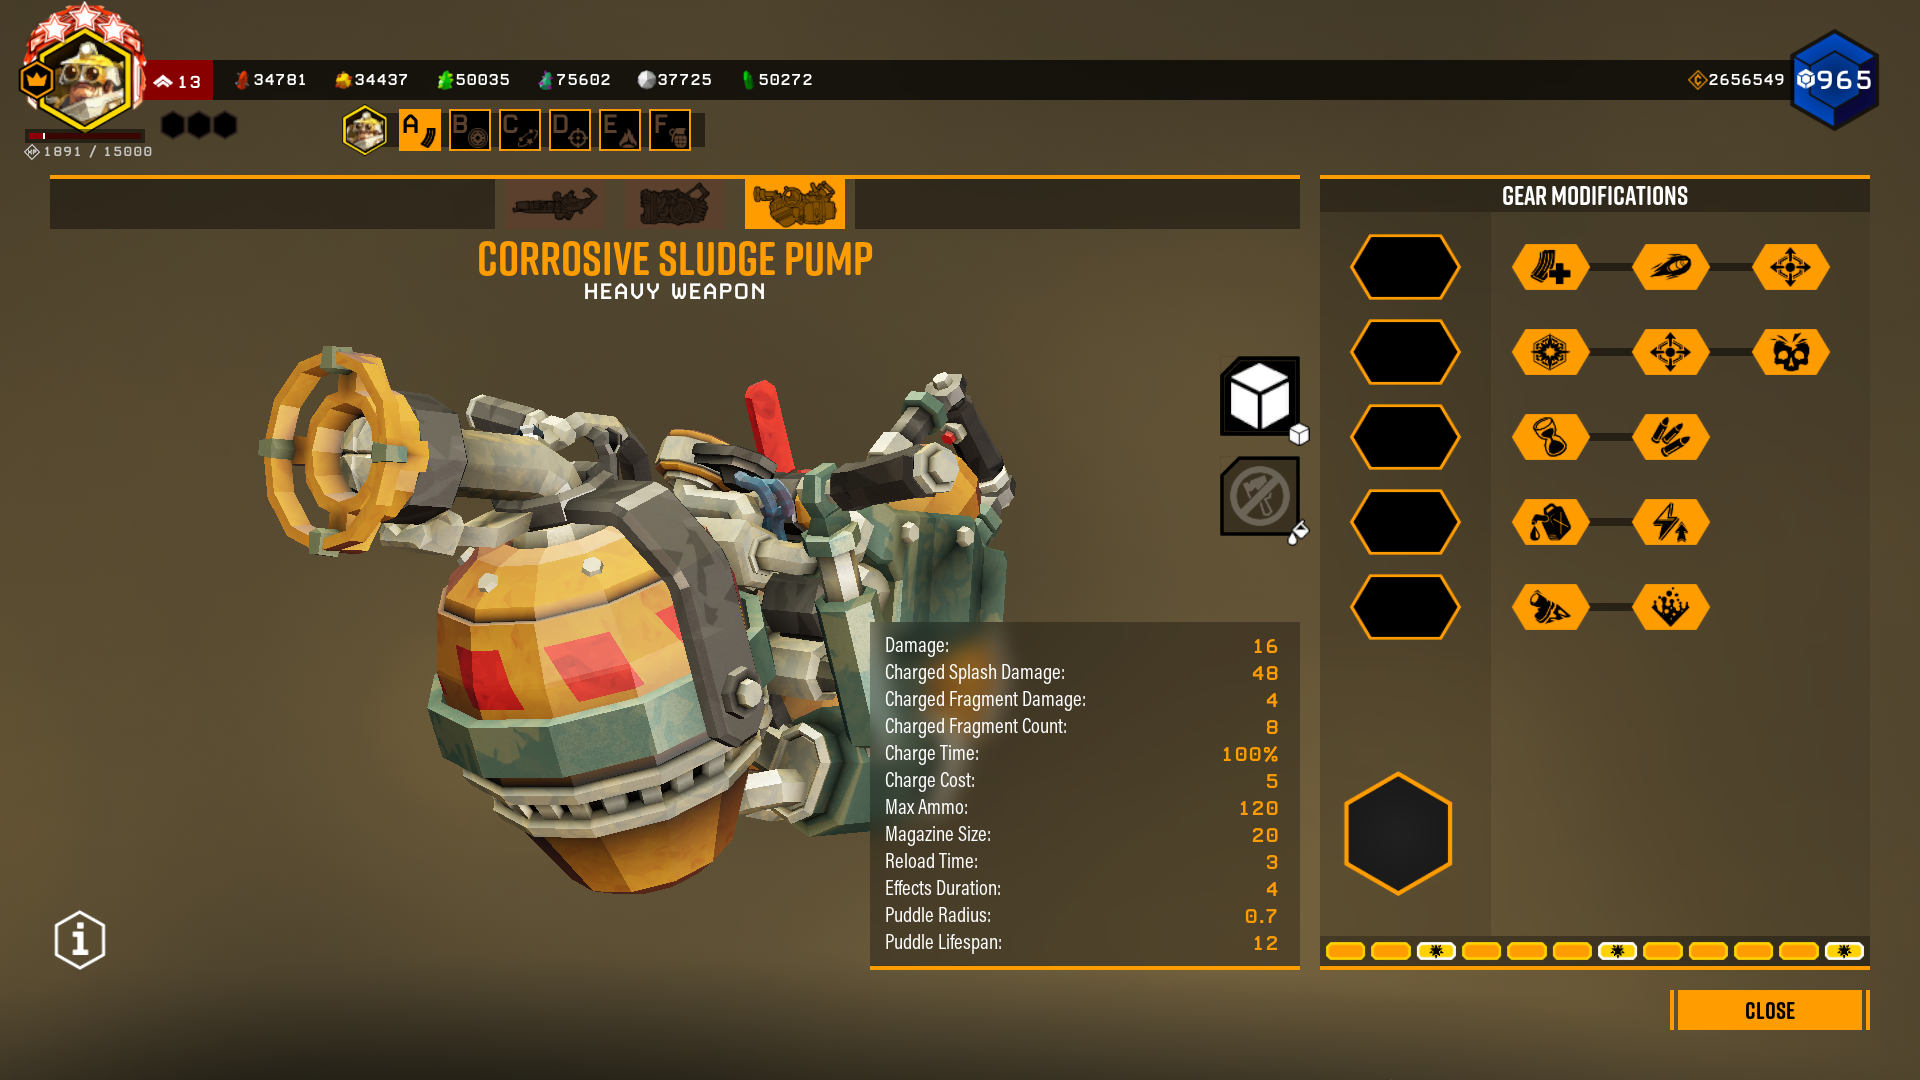 13
34781
34437
50035
75602
37725
50272
2656549
965
1891 / 15000
A
B
C
D
E
F
GEAR MODIFICATIONS
CORROSIVE SLUDGE PUMP
HEAVY WEAPON
Damage: 16
Charged Splash Damage: 48
Charged Fragment Damage: 4
Charged Fragment Count: 8
Charge Time: 100%
Charge Cost: 5
Max Ammo: 120
Magazine Size: 20
Reload Time: 3
Effects Duration: 4
Puddle Radius: 0.7
Puddle Lifespan: 12
CLOSE